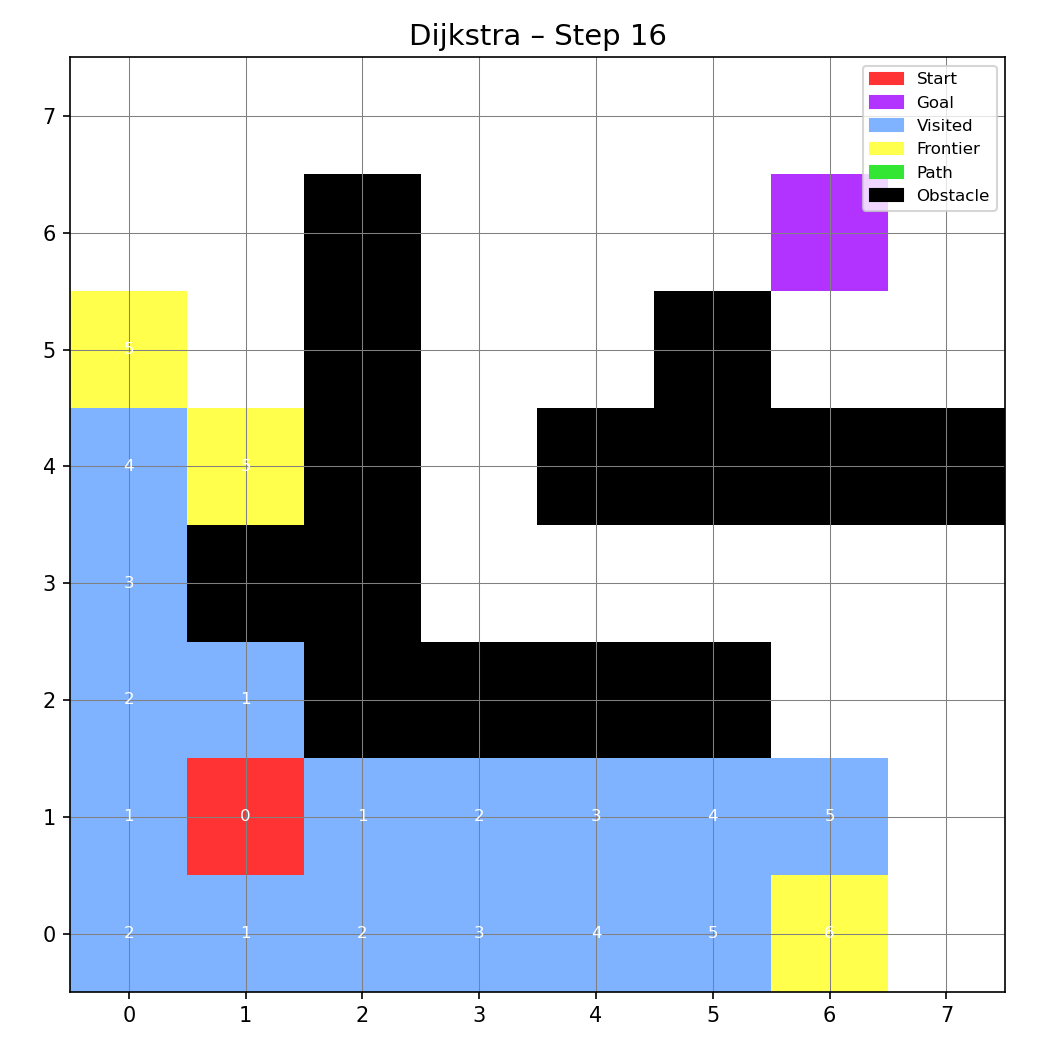 Dijkstra – Step 16
Start
Goal
Visited
Frontier
Path
Obstacle
7
6
5 5
4 4 5
3 3
2 2 1
1 1 0 1 2 3 4 5
0 2 1 2 3 4 5 6
0 1 2 3 4 5 6 7